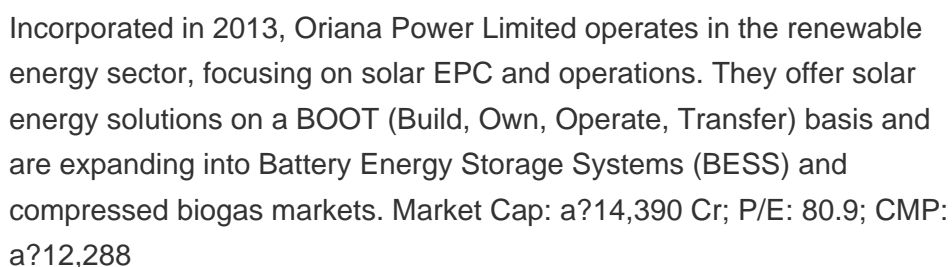 Incorporated in 2013, Oriana Power Limited operates in the renewable
energy sector, focusing on solar EPC and operations. They offer solar
energy solutions on a BOOT (Build, Own, Operate, Transfer) basis and
are expanding into Battery Energy Storage Systems (BESS) and
compressed biogas markets. Market Cap: a?14,390 Cr; P/E: 80.9; CMP:
a?12,288